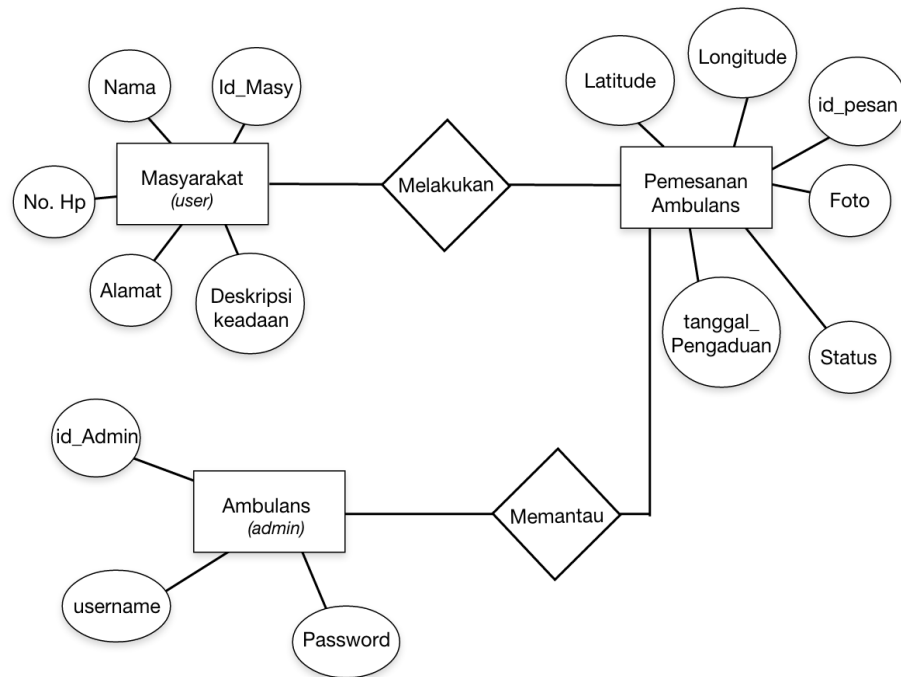 Nama
Id_Masy
Masyarakat
(user)
No. Hp
Alamat
Deskripsi
keadaan
Melakukan
Latitude
Longitude
id_pesan
Pemesanan
Ambulans
Foto
tanggal_
Pengaduan
Status
id_Admin
Ambulans
(admin)
Memantau
username
Password